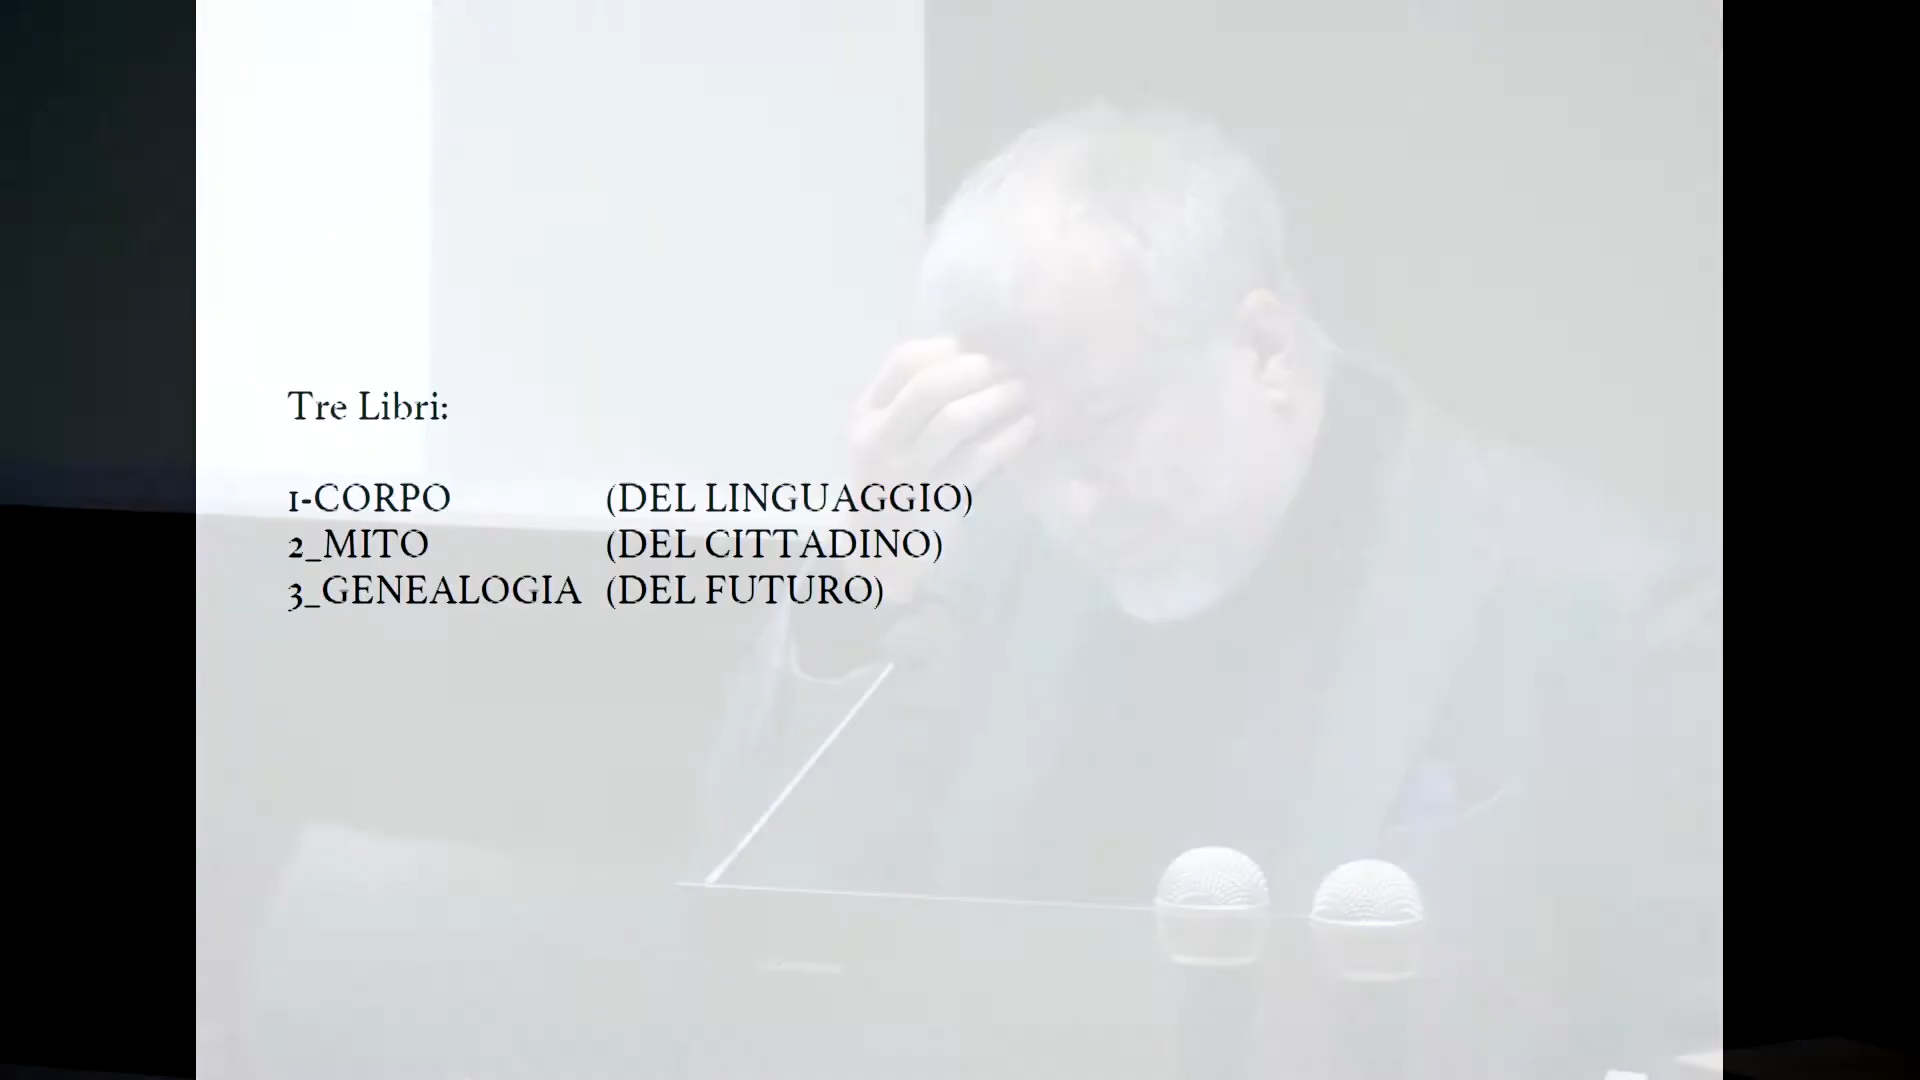 Tre Libri:
1-CORPO (DEL LINGUAGGIO)
2_MITO (DEL CITTADINO)
3_GENEALOGIA (DEL FUTURO)